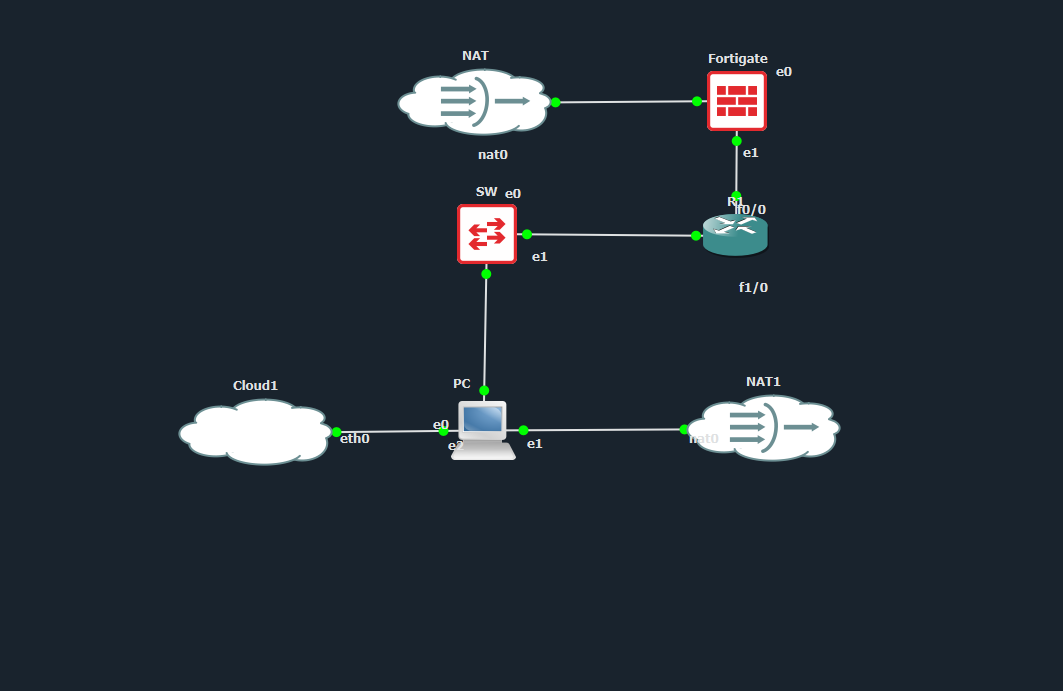 NAT
Fortigate
e0
nat0
e1
SW
e0
R1
f0/0
e1
f1/0
Cloud1
PC
NAT1
e0
eth0
e2
e1
nat0